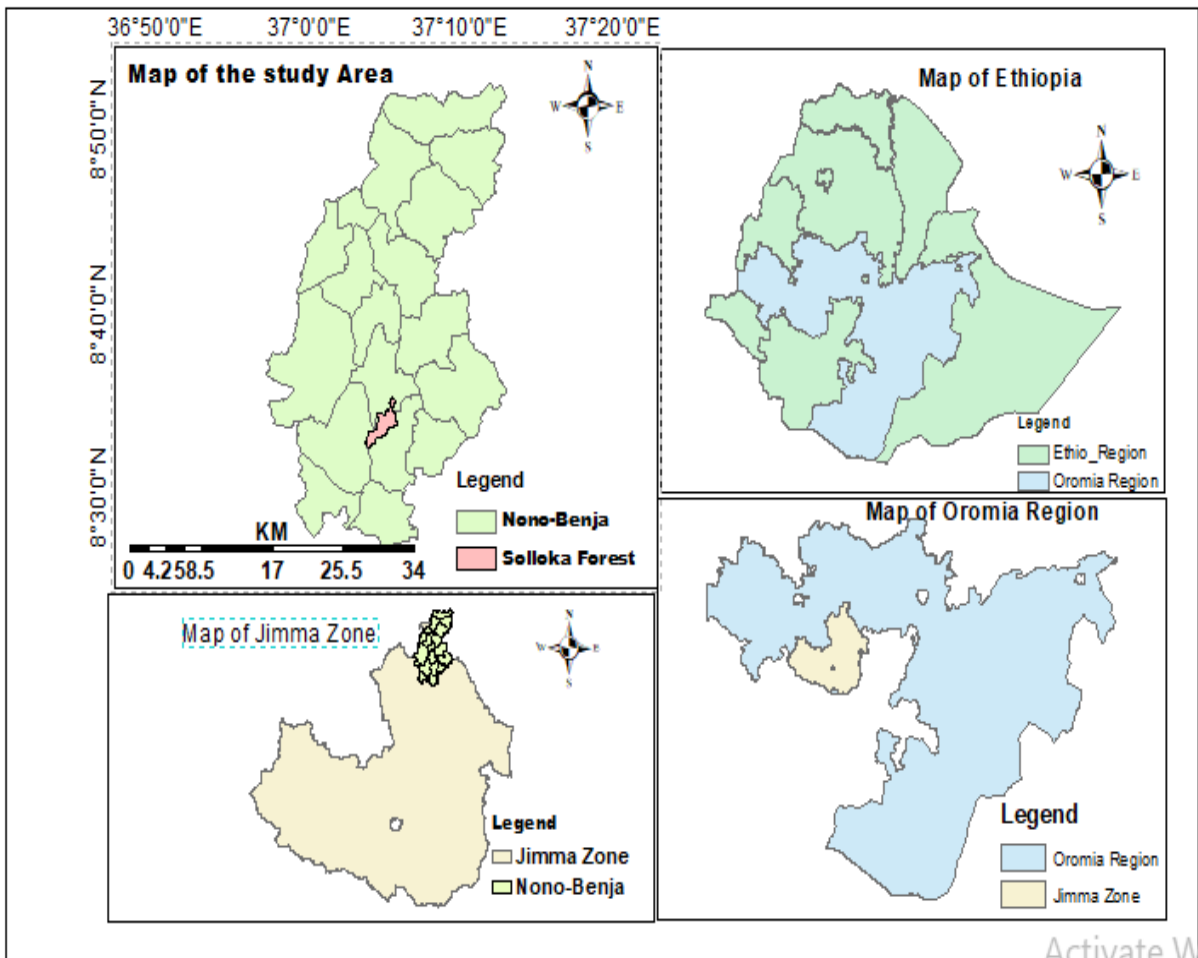 36°50'0"E 37°0'0"E 37°10'0"E 37°20'0"E
Map of the study Area
N
W E
S
8°50'0"N
8°40'0"N
8°30'0"N
Legend
Nono-Benja
Solloka Forest
KM
0 4.25 8.5 17 25.5 34
Map of Ethiopia
N
W E
S
Legend
Ethio_Region
Oromia Region
Map of Jimma Zone
N
W E
S
Legend
Jimma Zone
Nono-Benja
Map of Oromia Region
Legend
Oromia Region
Jimma Zone
Activate W